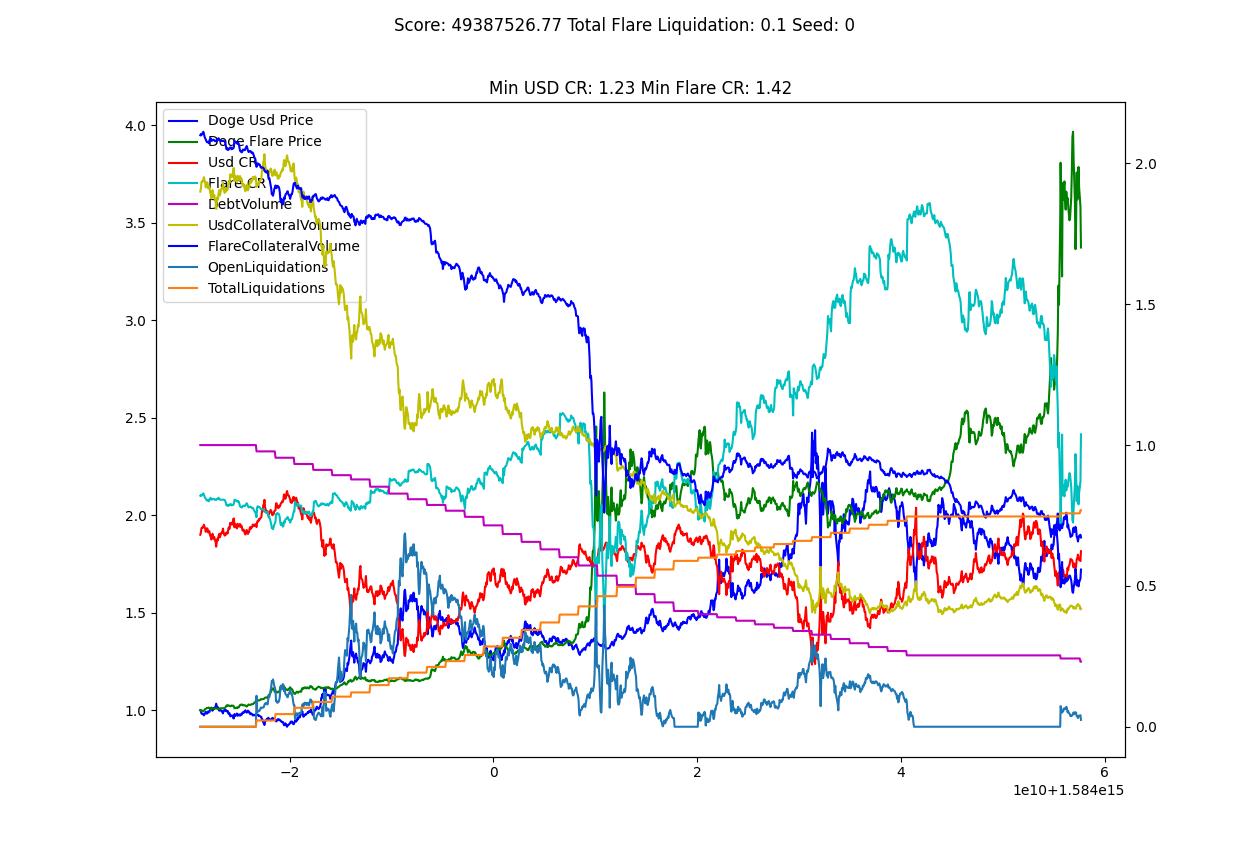 Score: 49387526.77 Total Flare Liquidation: 0.1 Seed: 0
Min USD CR: 1.23 Min Flare CR: 1.42
Doge Usd Price
Doge Flare Price
Usd CR
Flare CR
DebtVolume
UsdCollateralVolume
FlareCollateralVolume
OpenLiquidations
TotalLiquidations
4.0
3.5
3.0
2.5
2.0
1.5
1.0
2.0
1.5
1.0
0.5
0.0
−2
0
2
4
6
1e10+1.584e15